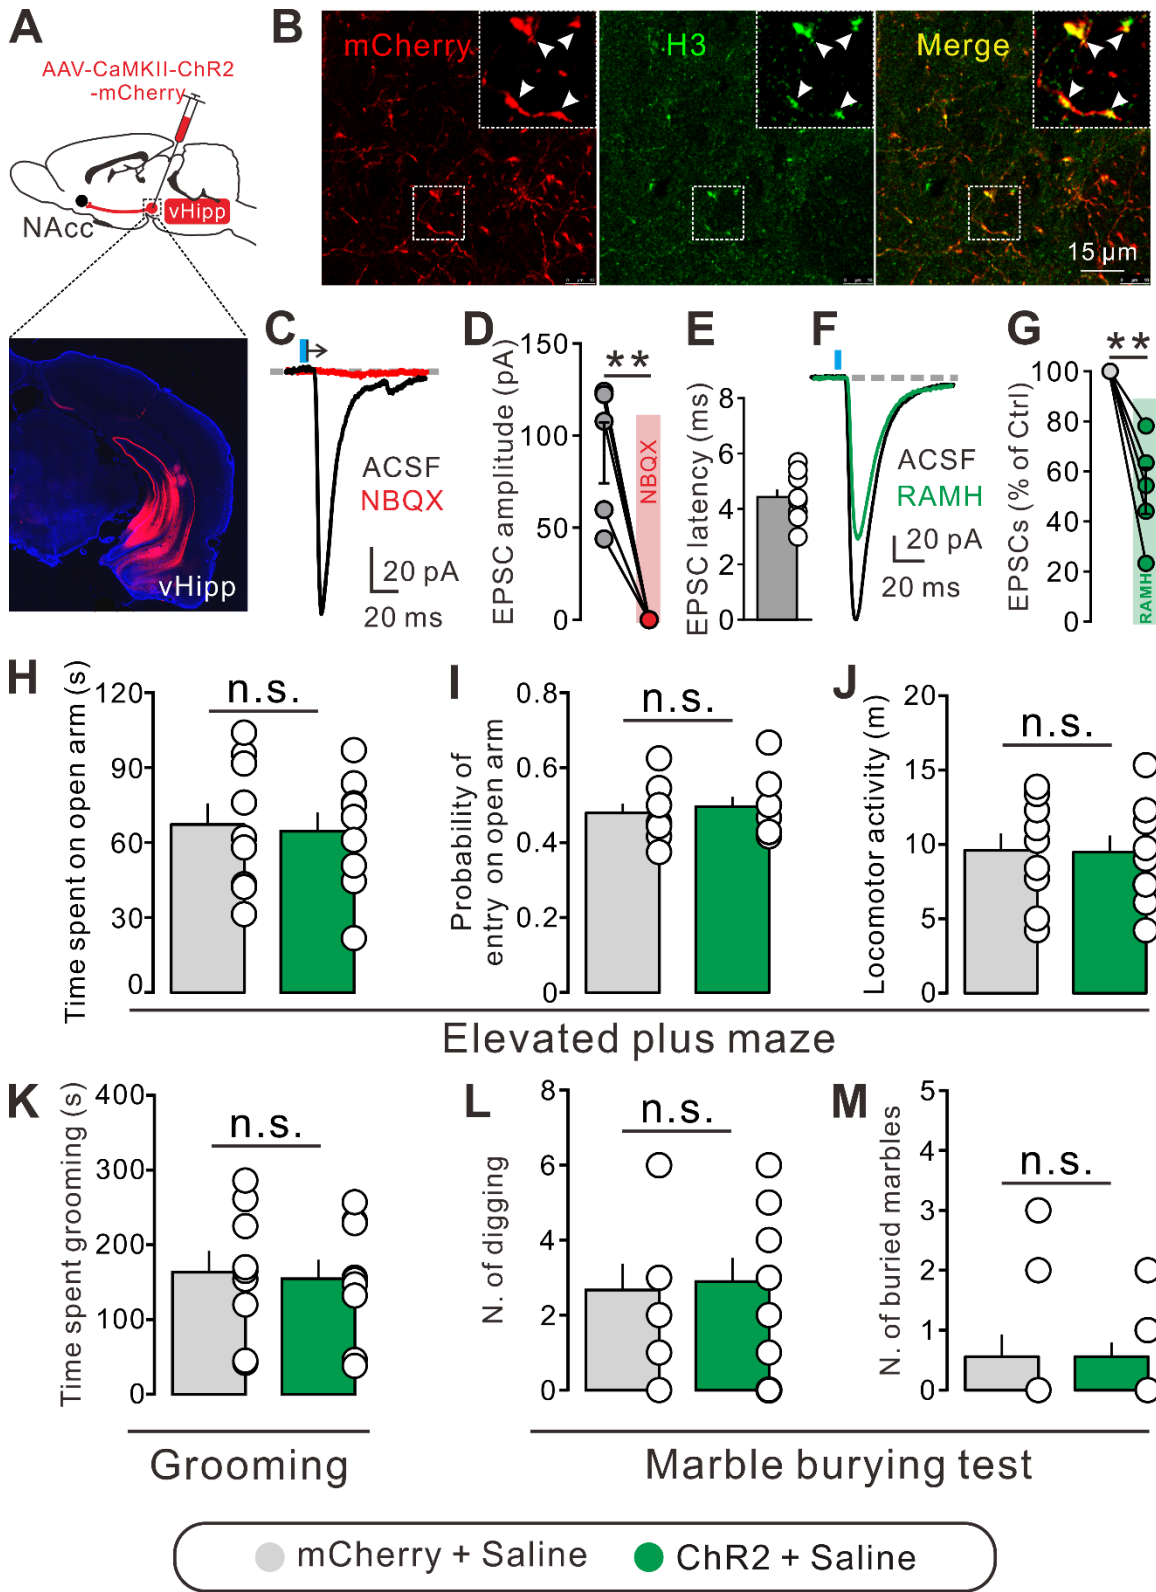 A
AAV-CaMKII-ChR2
-mCherry
NAcc
vHipp
vHipp
B
mCherry
H3
Merge
15 µm
C
ACSF
NBQX
20 pA
20 ms
D
EPSC amplitude (pA)
150
100
50
0
**
NBQX
E
EPSC latency (ms)
8
6
4
2
0
F
ACSF
RAMH
20 pA
20 ms
G
EPSCs (% of Ctrl)
100
80
60
40
20
0
**
RAMH
H
Time spent on open arm (s)
120
90
60
30
0
n.s.
I
Probability of
entry on open arm
0.8
0.6
0.4
0.2
0
n.s.
J
Locomotor activity (m)
20
15
10
5
0
n.s.
Elevated plus maze
K
Time spent grooming (s)
400
300
200
100
0
n.s.
Grooming
L
N. of digging
8
6
4
2
0
n.s.
M
N. of buried marbles
5
4
3
2
1
0
n.s.
Marble burying test
mCherry + Saline
ChR2 + Saline